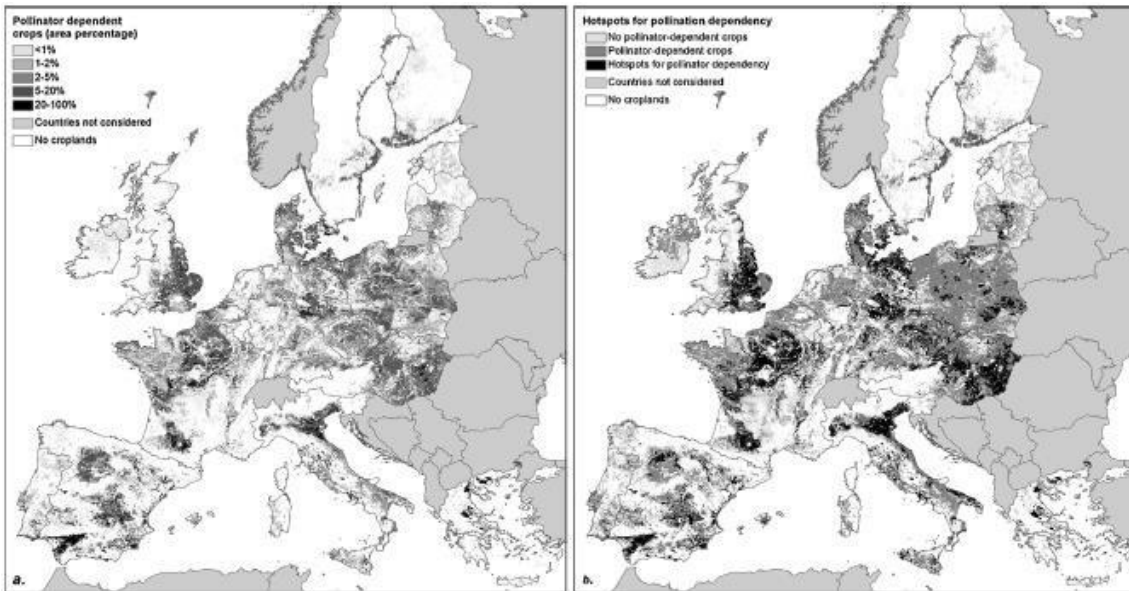 Pollinator dependent
crops (area percentage)
<1%
1-2%
2-5%
5-20%
20-100%
Countries not considered
No croplands
a.
Hotspots for pollination dependency
No pollinator-dependent crops
Pollinator-dependent crops
Hotspots for pollinator dependency
Countries not considered
No croplands
b.